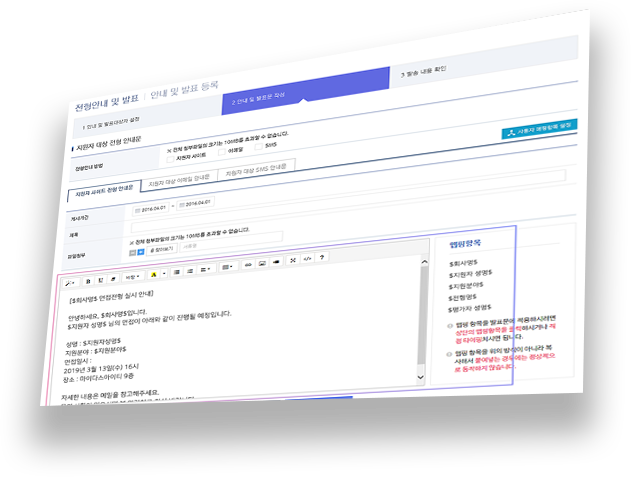 전형안내 및 발표 | 안내 및 발표 등록
1 안내 및 발표대상자 설정
2 안내 및 발표문 작성
3 발송 내용 확인
지원자 대상 전형 안내문
전형안내 방법
※ 전체 첨부파일의 크기는 10MB를 초과할 수 없습니다.
지원자 사이트 이메일 SMS
사용자 매핑항목 설정
지원자 사이트 전형 안내문
지원자 대상 이메일 안내문
지원자 대상 SMS 안내문
게시기간
2016.04.01 ~ 2016.04.01
제목
파일첨부
※ 전체 첨부파일의 크기는 10MB를 초과할 수 없습니다.
찾아보기
B U
A
</> ?
[$회사명$ 면접전형 실시 안내]
안녕하세요, $회사명$입니다.
$지원자 성명$ 님의 면접이 아래와 같이 진행될 예정입니다.
성명 : $지원자성명$
지원분야 : $지원분야$
면접일시 :
2019년 3월 13일(수) 16시
장소 : 마이다스아이티 9층
자세한 내용은 메일을 참고해주세요.
맵핑항목
$회사명$
$지원자 성명$
$지원분야$
$전형명$
$평가자 성명$
맵핑 항목을 발표문에 적용하시려면
상단의 맵핑항목을 클릭하시거나 직
접 타이핑하시면 됩니다.
맵핑 항목을 위의 방식이 아니라 복
사해서 붙여넣는 경우에는 정상적으
로 동작하지 않습니다.